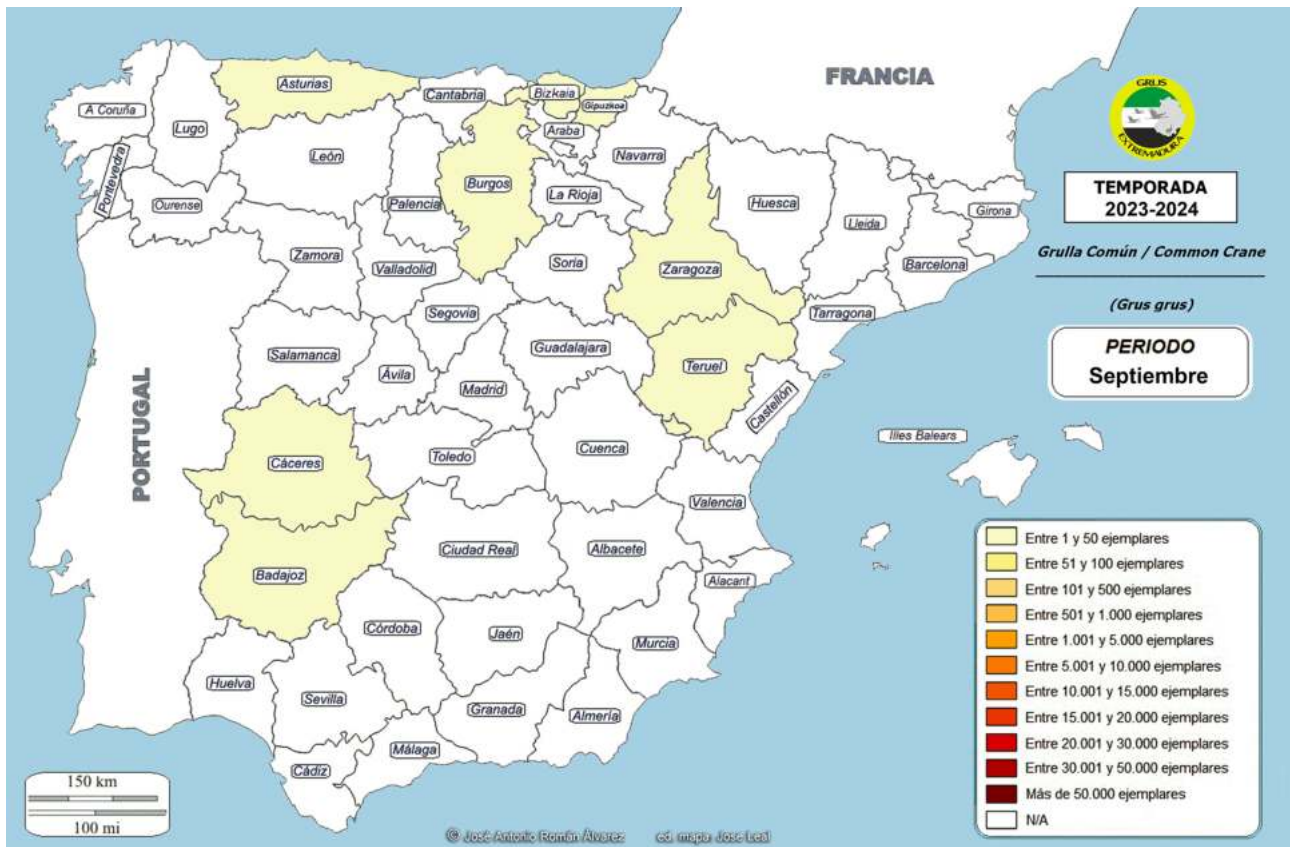 FRANCIA
GRUS
EXTREMADURA
TEMPORADA
2023-2024
Grulla Común / Common Crane
(Grus grus)
PERIODO
Septiembre
A Coruña
Lugo
Asturias
Cantabria
Bizkaia
Gipuzkoa
Araba
Navarra
Pontevedra
Ourense
León
Palencia
Burgos
La Rioja
Huesca
Lleida
Girona
Barcelona
Zamora
Valladolid
Soria
Zaragoza
Tarragona
Segovia
Salamanca
Ávila
Madrid
Guadalajara
Teruel
Castellón
PORTUGAL
Cáceres
Toledo
Cuenca
Illes Balears
Valencia
Badajoz
Ciudad Real
Albacete
Alacant
Córdoba
Jaén
Murcia
Huelva
Sevilla
Granada
Almería
Málaga
Cádiz
Entre 1 y 50 ejemplares
Entre 51 y 100 ejemplares
Entre 101 y 500 ejemplares
Entre 501 y 1.000 ejemplares
Entre 1.001 y 5.000 ejemplares
Entre 5.001 y 10.000 ejemplares
Entre 10.001 y 15.000 ejemplares
Entre 15.001 y 20.000 ejemplares
Entre 20.001 y 30.000 ejemplares
Entre 30.001 y 50.000 ejemplares
Más de 50.000 ejemplares
N/A
150 km
100 mi
© José Antonio Román Álvarez ed. mapa Jose Leal